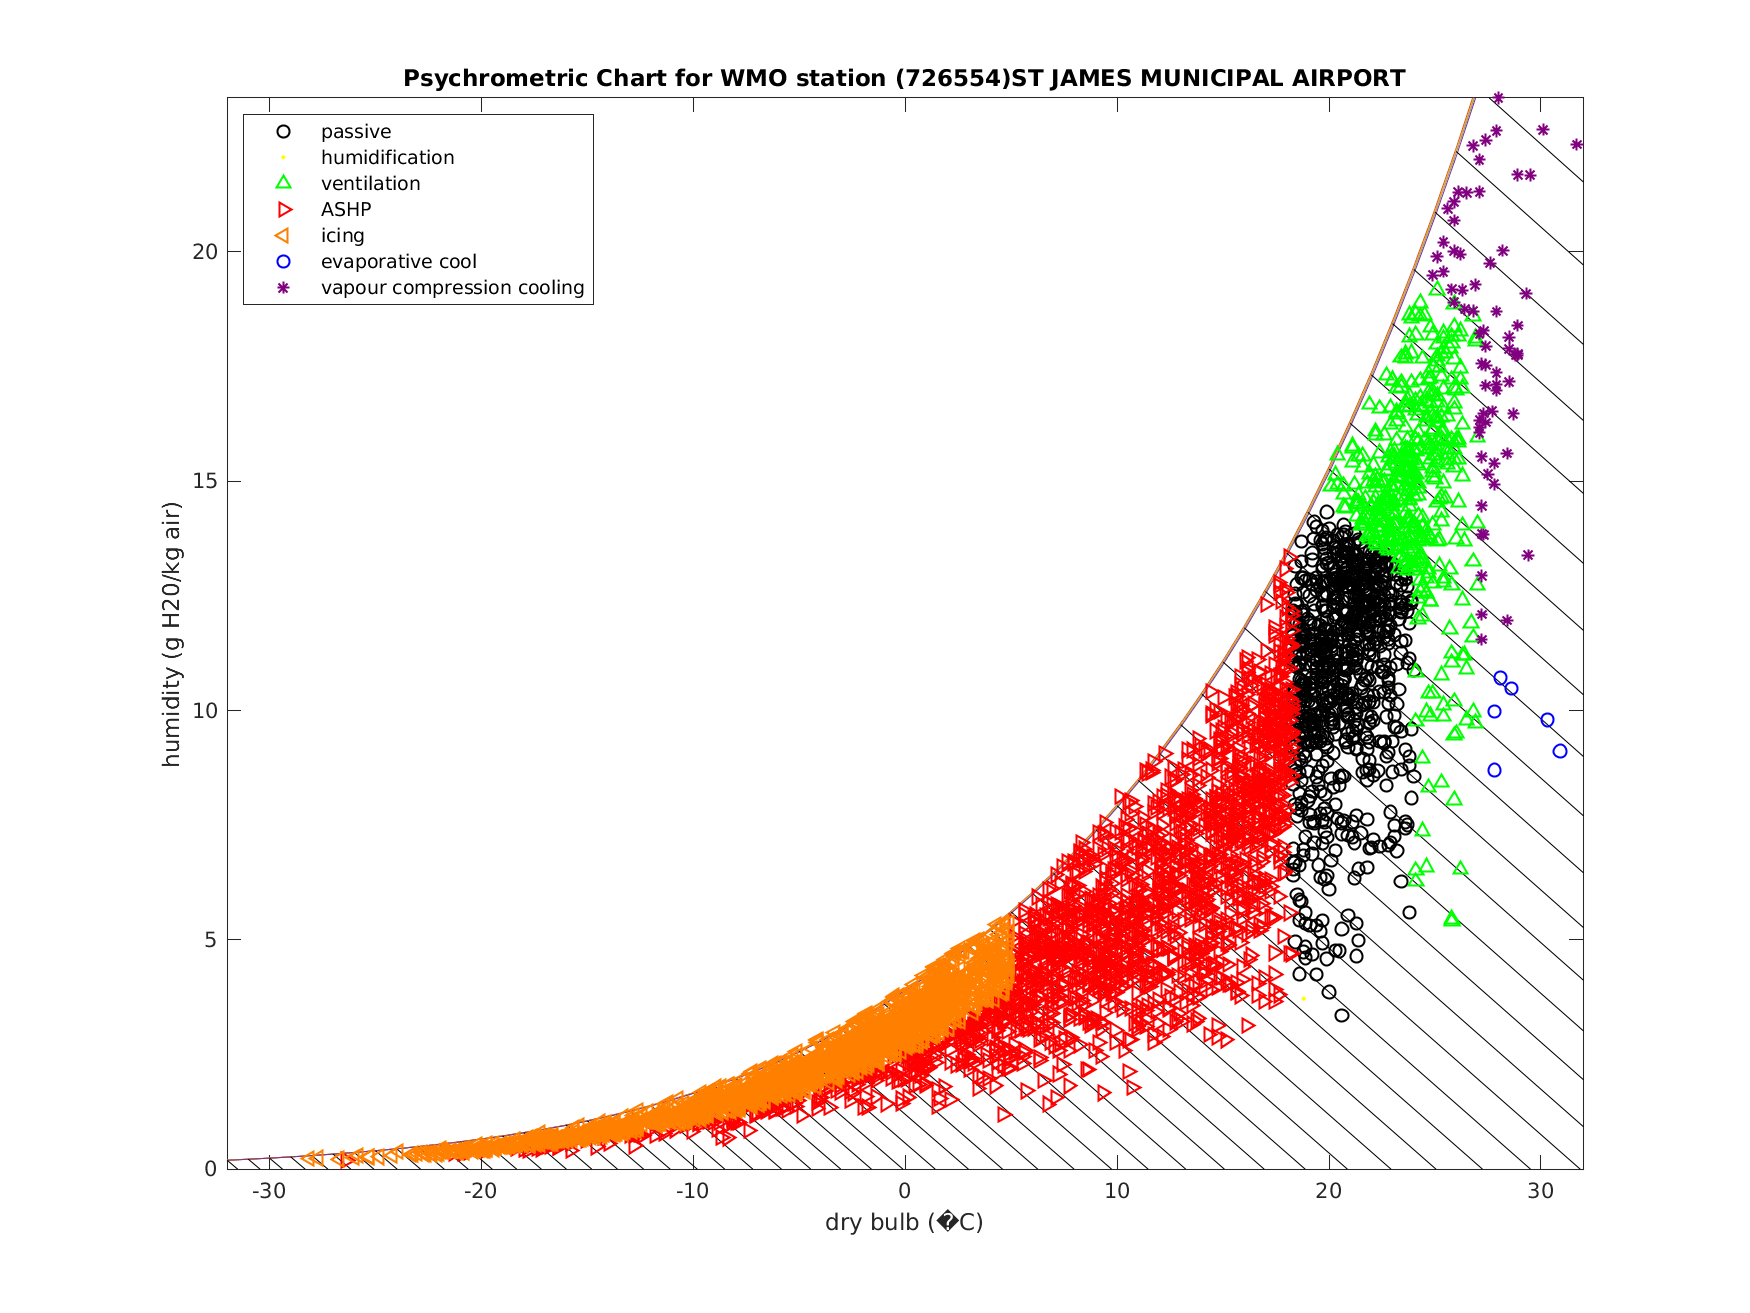 Psychrometric Chart for WMO station (726554)ST JAMES MUNICIPAL AIRPORT
passive
humidification
ventilation
ASHP
icing
evaporative cool
vapour compression cooling
humidity (g H20/kg air)
20
15
10
5
0
-30 -20 -10 0 10 20 30
dry bulb (�C)